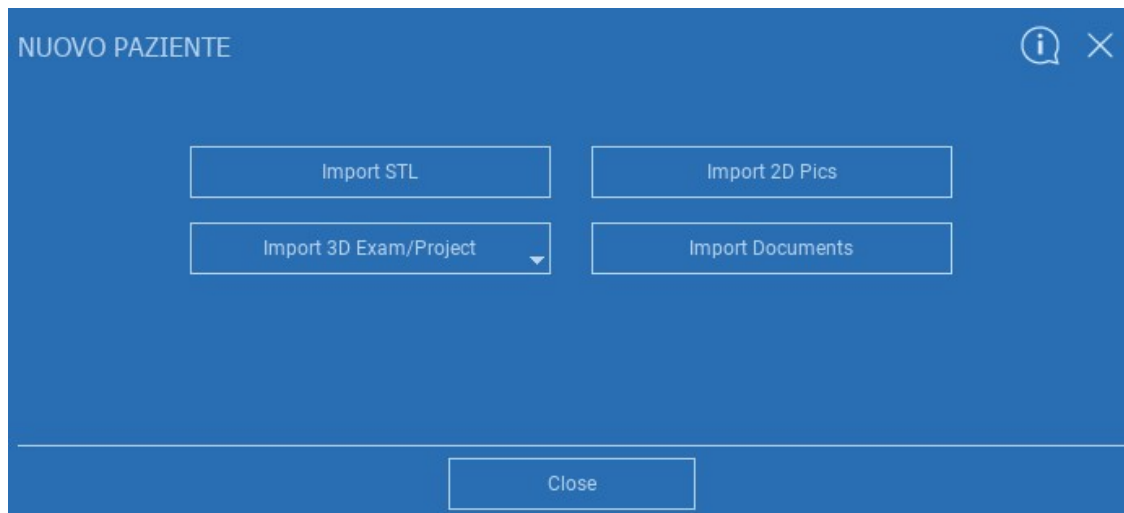 NUOVO PAZIENTE
Import STL
Import 2D Pics
Import 3D Exam/Project
Import Documents
Close